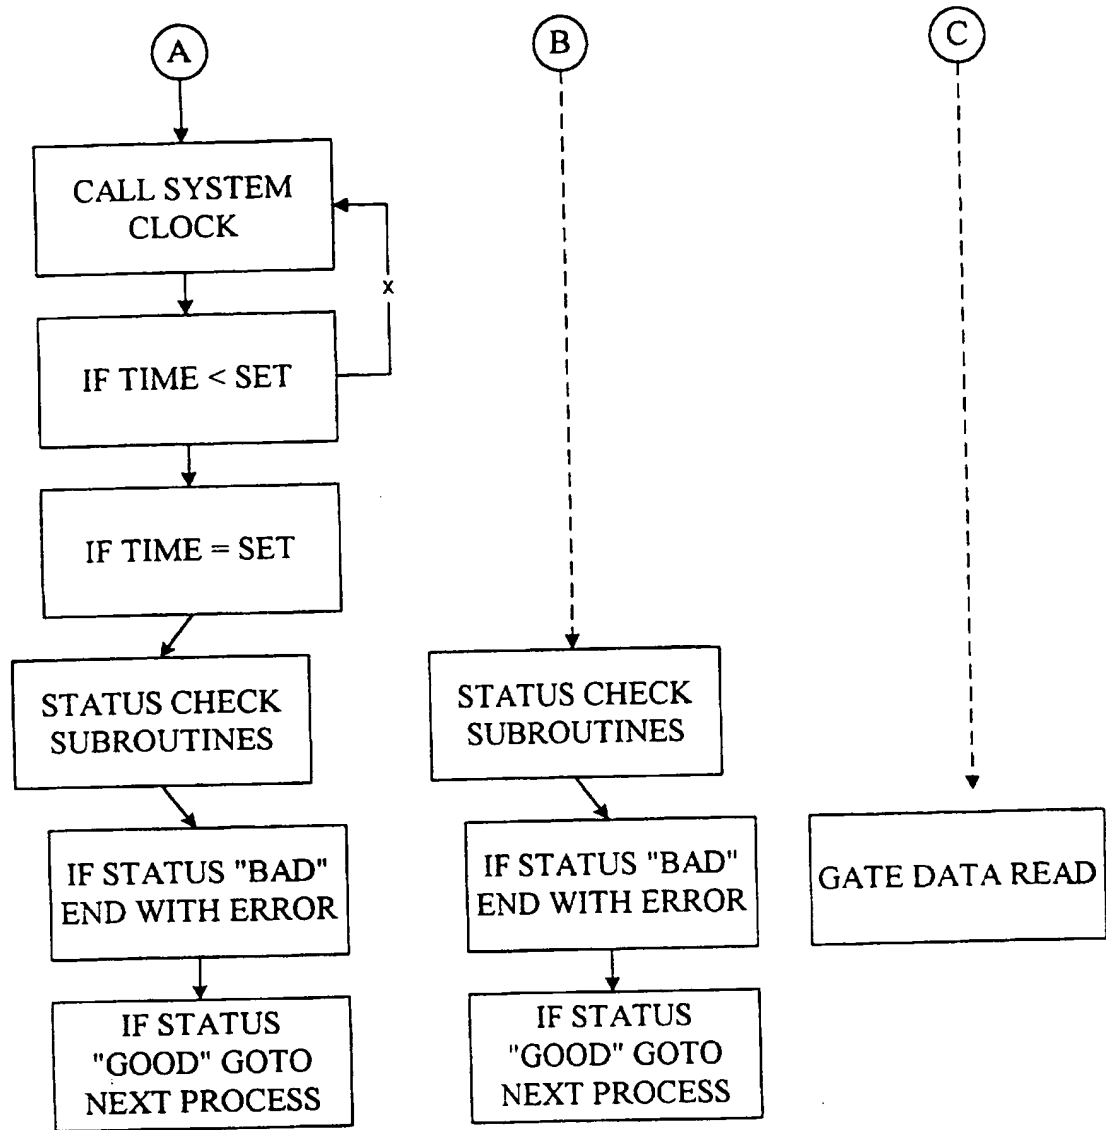 A
B
C
CALL SYSTEM
CLOCK
x
IF TIME < SET
IF TIME = SET
STATUS CHECK
SUBROUTINES
IF STATUS "BAD"
END WITH ERROR
IF STATUS
"GOOD" GOTO
NEXT PROCESS
STATUS CHECK
SUBROUTINES
IF STATUS "BAD"
END WITH ERROR
IF STATUS
"GOOD" GOTO
NEXT PROCESS
GATE DATA READ